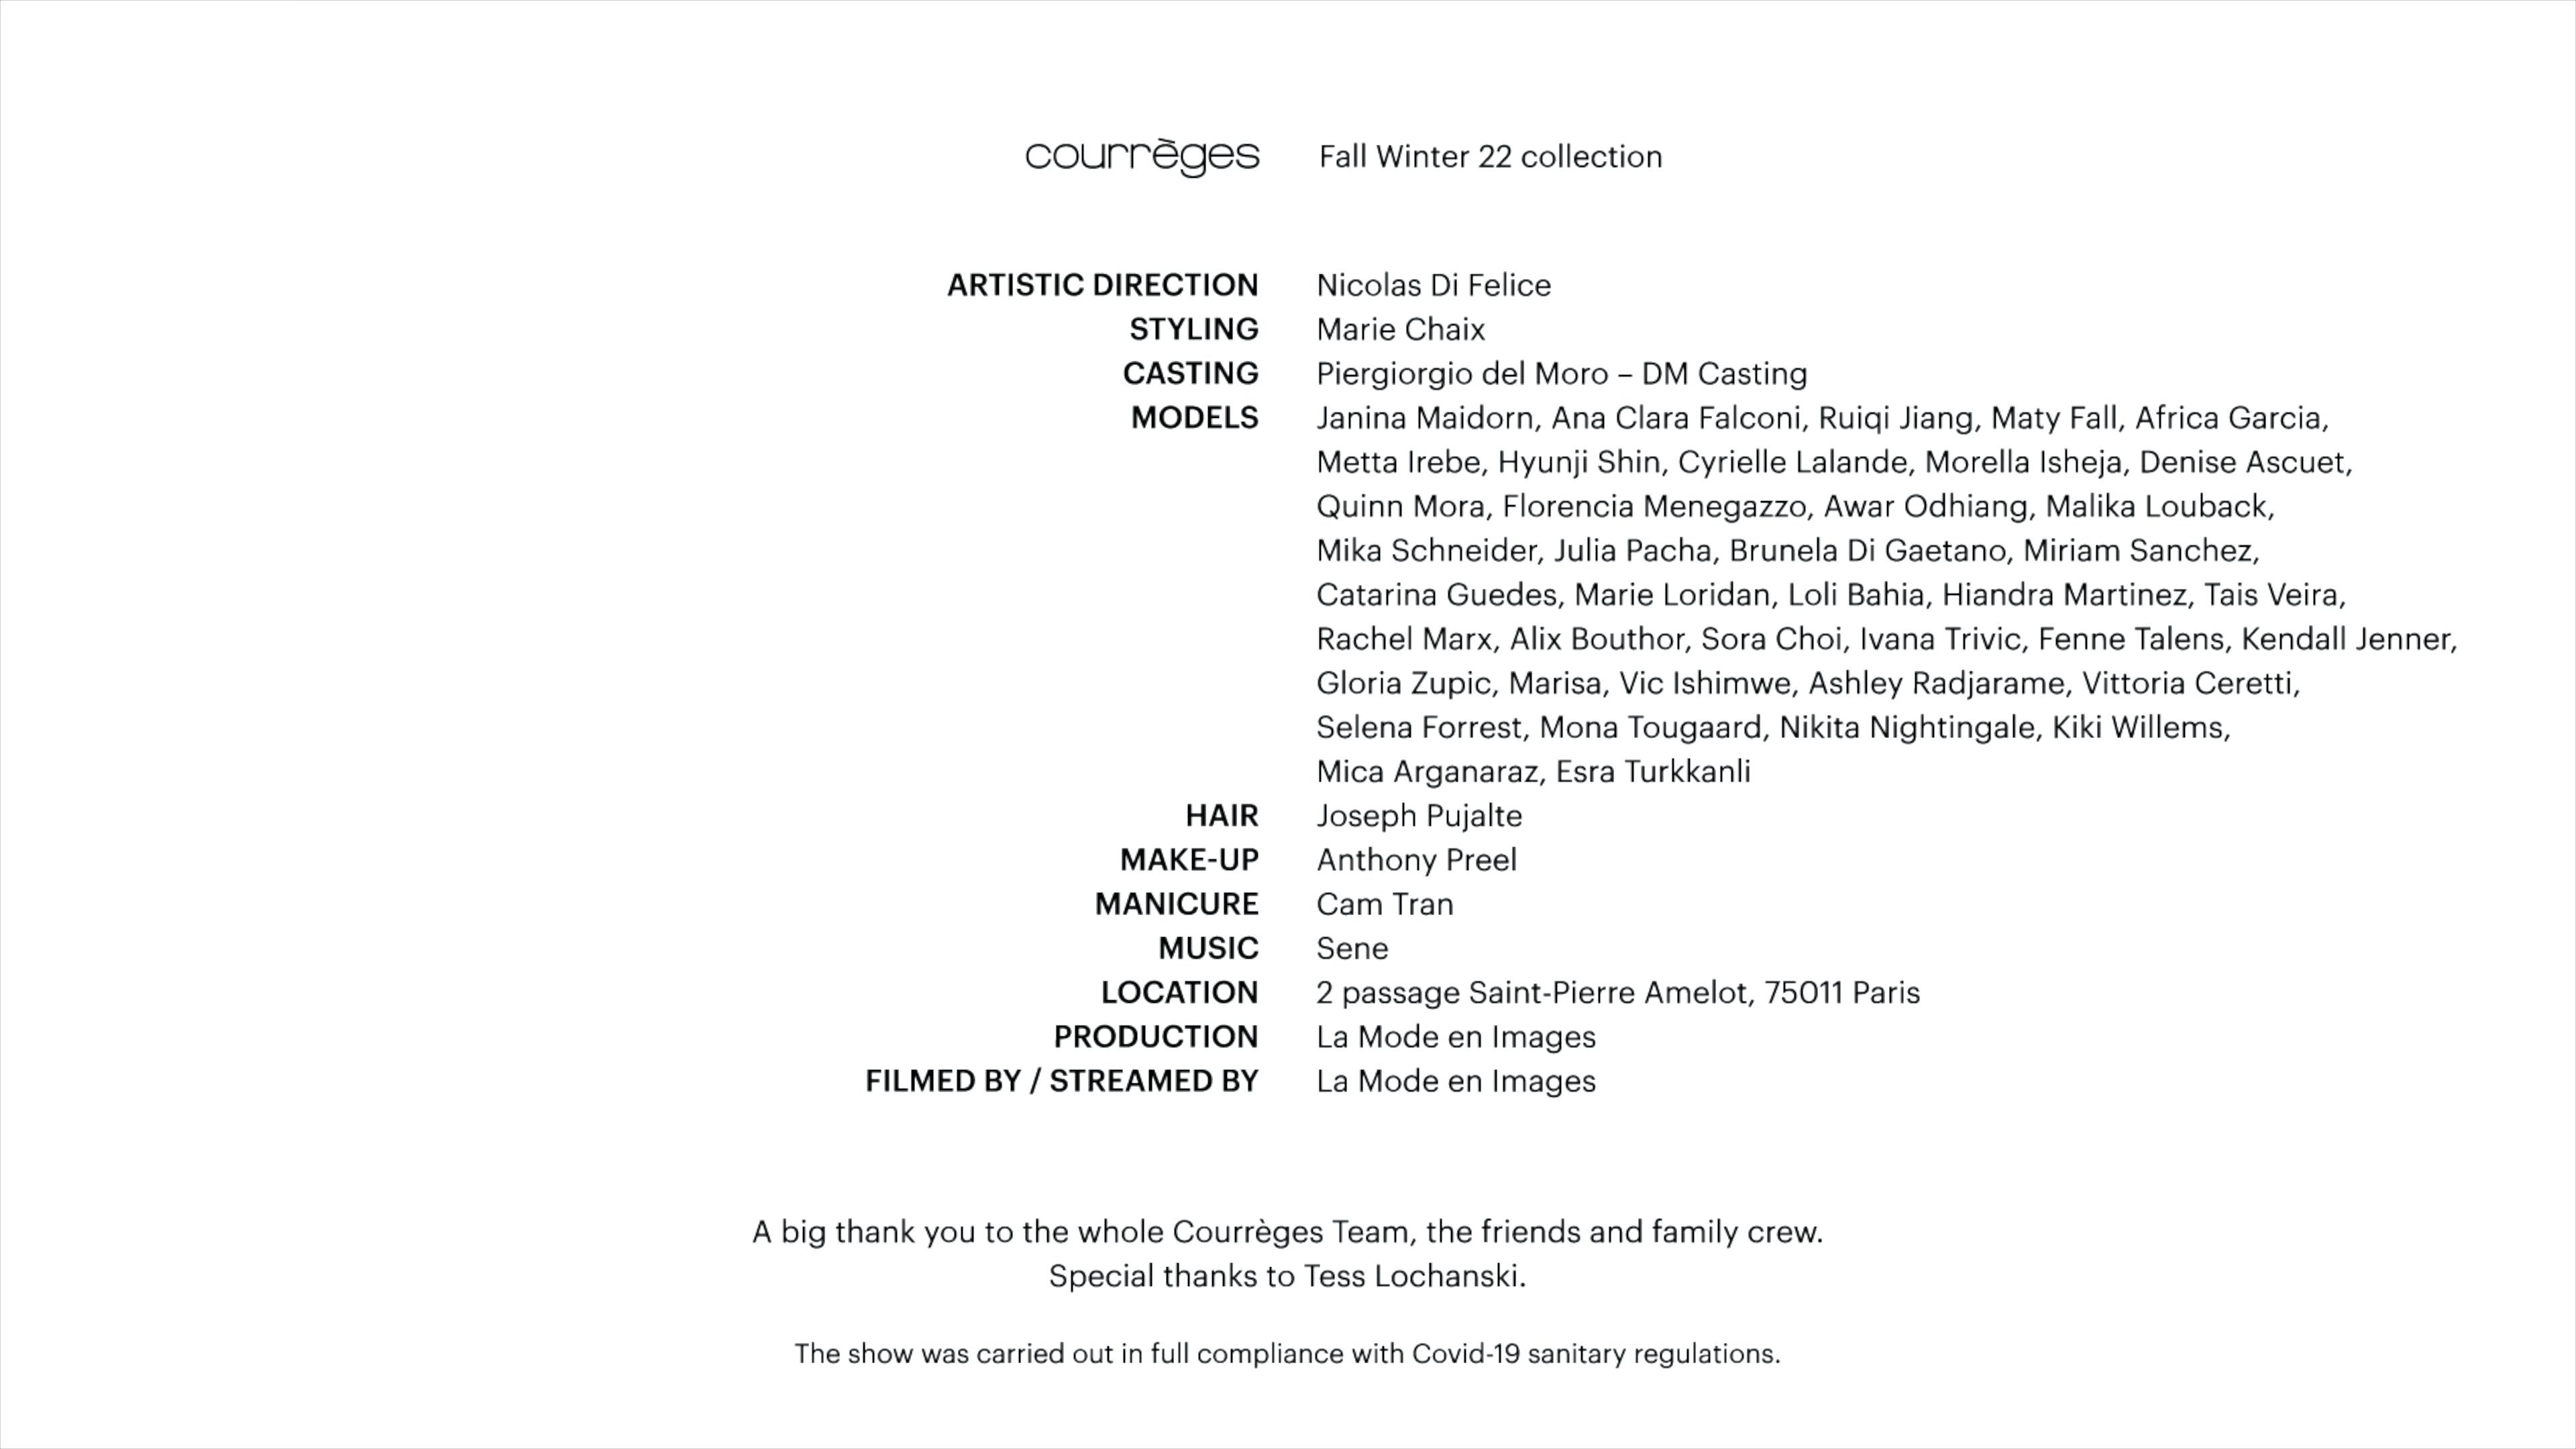 courrèges Fall Winter 22 collection
ARTISTIC DIRECTION Nicolas Di Felice
STYLING Marie Chaix
CASTING Piergiorgio del Moro – DM Casting
MODELS Janina Maidorn, Ana Clara Falconi, Ruiqi Jiang, Maty Fall, Africa Garcia,
Metta Irebe, Hyunji Shin, Cyrielle Lalande, Morella Isheja, Denise Ascuet,
Quinn Mora, Florencia Menegazzo, Awar Odhiang, Malika Louback,
Mika Schneider, Julia Pacha, Brunela Di Gaetano, Miriam Sanchez,
Catarina Guedes, Marie Loridan, Loli Bahia, Hiandra Martinez, Tais Veira,
Rachel Marx, Alix Bouthor, Sora Choi, Ivana Trivic, Fenne Talens, Kendall Jenner,
Gloria Zupic, Marisa, Vic Ishimwe, Ashley Radjarame, Vittoria Ceretti,
Selena Forrest, Mona Tougaard, Nikita Nightingale, Kiki Willems,
Mica Arganaraz, Esra Turkkanli
HAIR Joseph Pujalte
MAKE-UP Anthony Preel
MANICURE Cam Tran
MUSIC Sene
LOCATION 2 passage Saint-Pierre Amelot, 75011 Paris
PRODUCTION La Mode en Images
FILMED BY / STREAMED BY La Mode en Images
A big thank you to the whole Courrèges Team, the friends and family crew.
Special thanks to Tess Lochanski.
The show was carried out in full compliance with Covid-19 sanitary regulations.